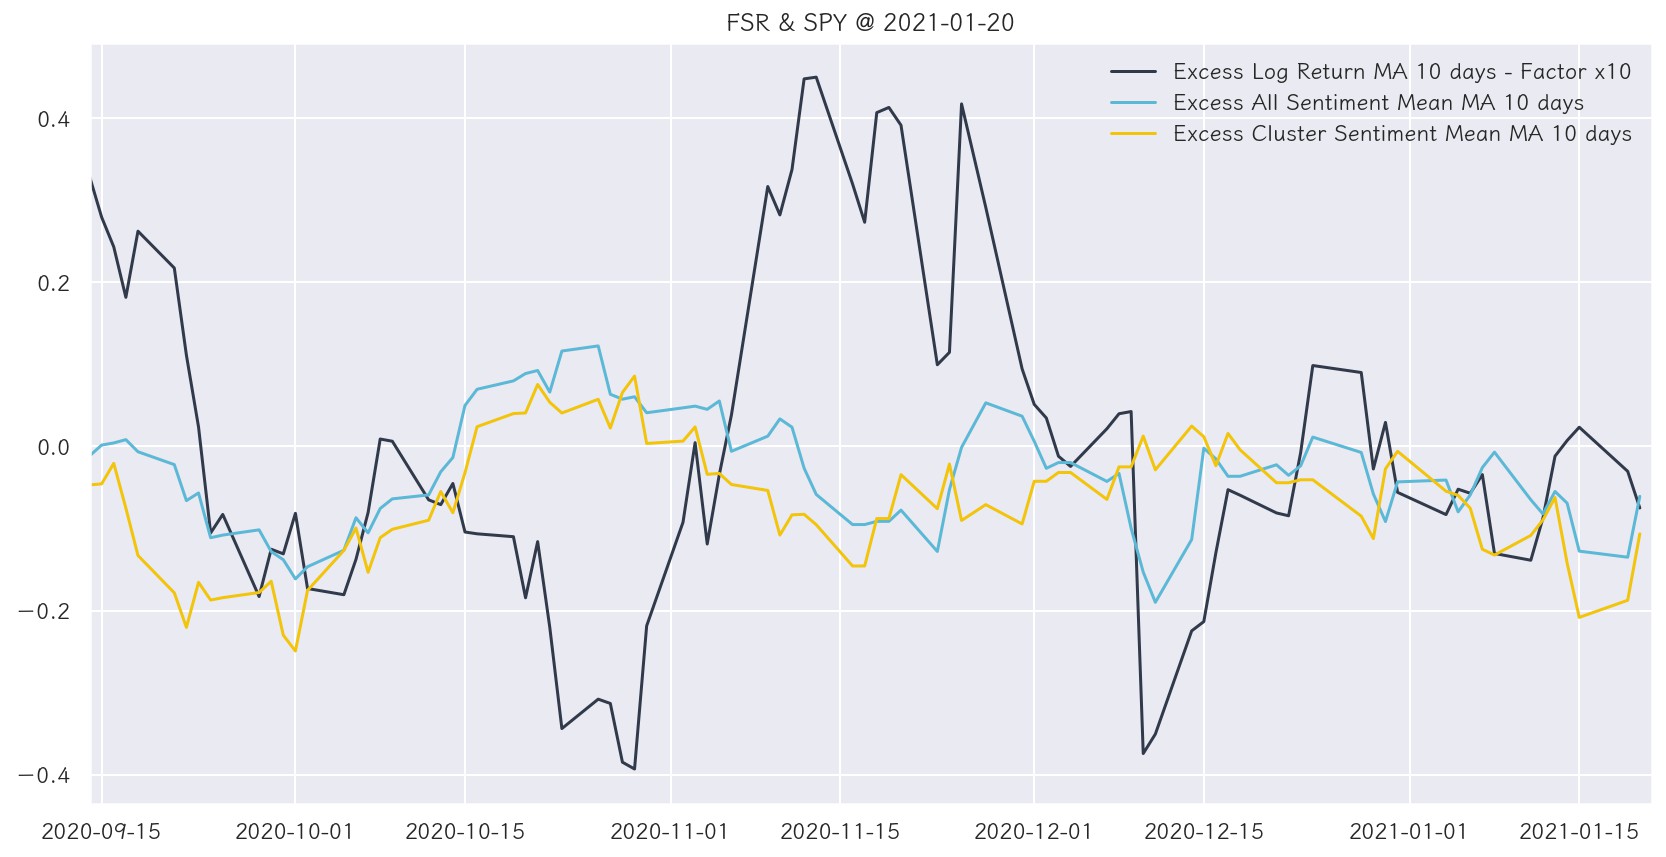 FSR & SPY @ 2021-01-20
Excess Log Return MA 10 days - Factor x10
Excess All Sentiment Mean MA 10 days
Excess Cluster Sentiment Mean MA 10 days
0.4
0.2
0.0
−0.2
−0.4
2020-09-15 2020-10-01 2020-10-15 2020-11-01 2020-11-15 2020-12-01 2020-12-15 2021-01-01 2021-01-15